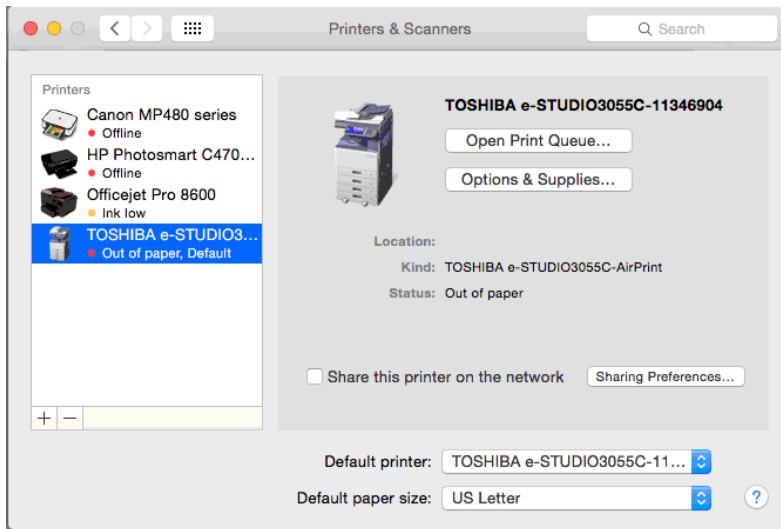 Printers & Scanners
Search
Printers
Canon MP480 series
Offline
HP Photosmart C470...
Offline
Officejet Pro 8600
Ink low
TOSHIBA e-STUDIO3...
Out of paper, Default
TOSHIBA e-STUDIO3055C-11346904
Open Print Queue...
Options & Supplies...
Location:
Kind: TOSHIBA e-STUDIO3055C-AirPrint
Status: Out of paper
Share this printer on the network Sharing Preferences...
+ −
Default printer: TOSHIBA e-STUDIO3055C-11...
Default paper size: US Letter ?